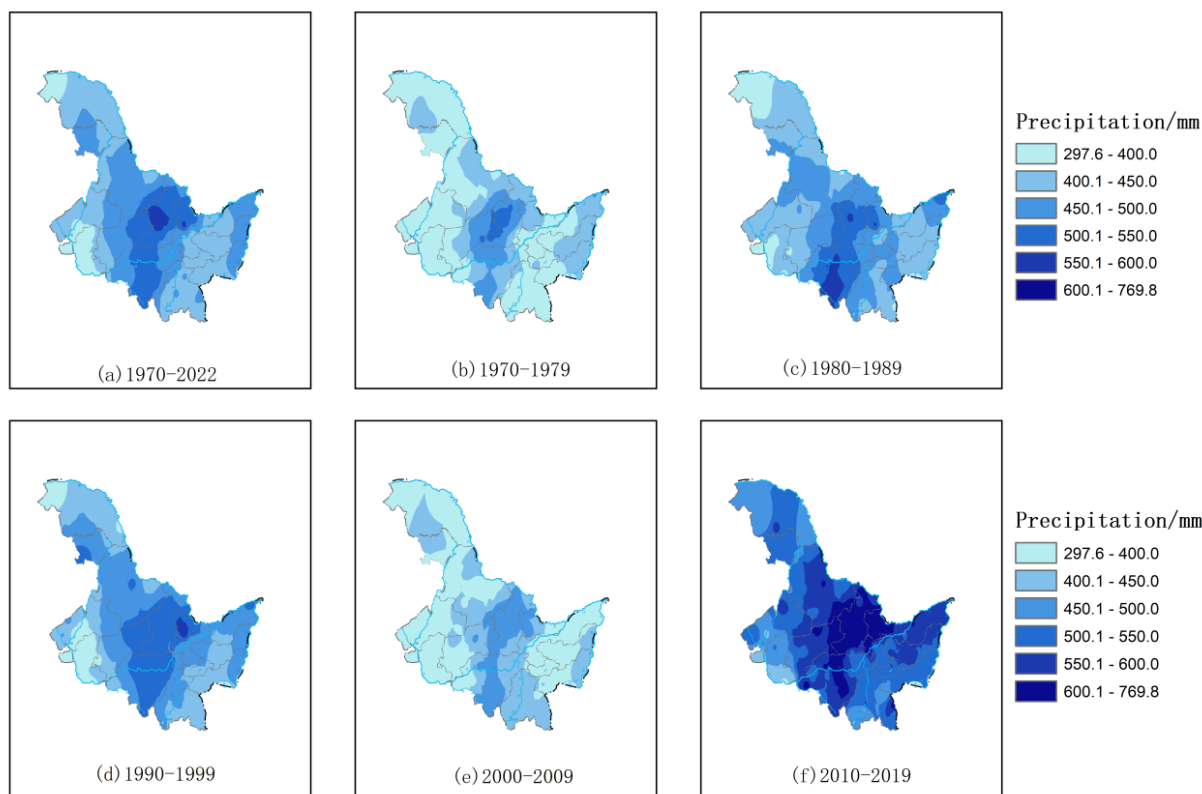 Precipitation/mm
297.6 - 400.0
400.1 - 450.0
450.1 - 500.0
500.1 - 550.0
550.1 - 600.0
600.1 - 769.8
(a)1970-2022
(b)1970-1979
(c)1980-1989
Precipitation/mm
297.6 - 400.0
400.1 - 450.0
450.1 - 500.0
500.1 - 550.0
550.1 - 600.0
600.1 - 769.8
(d)1990-1999
(e)2000-2009
(f)2010-2019